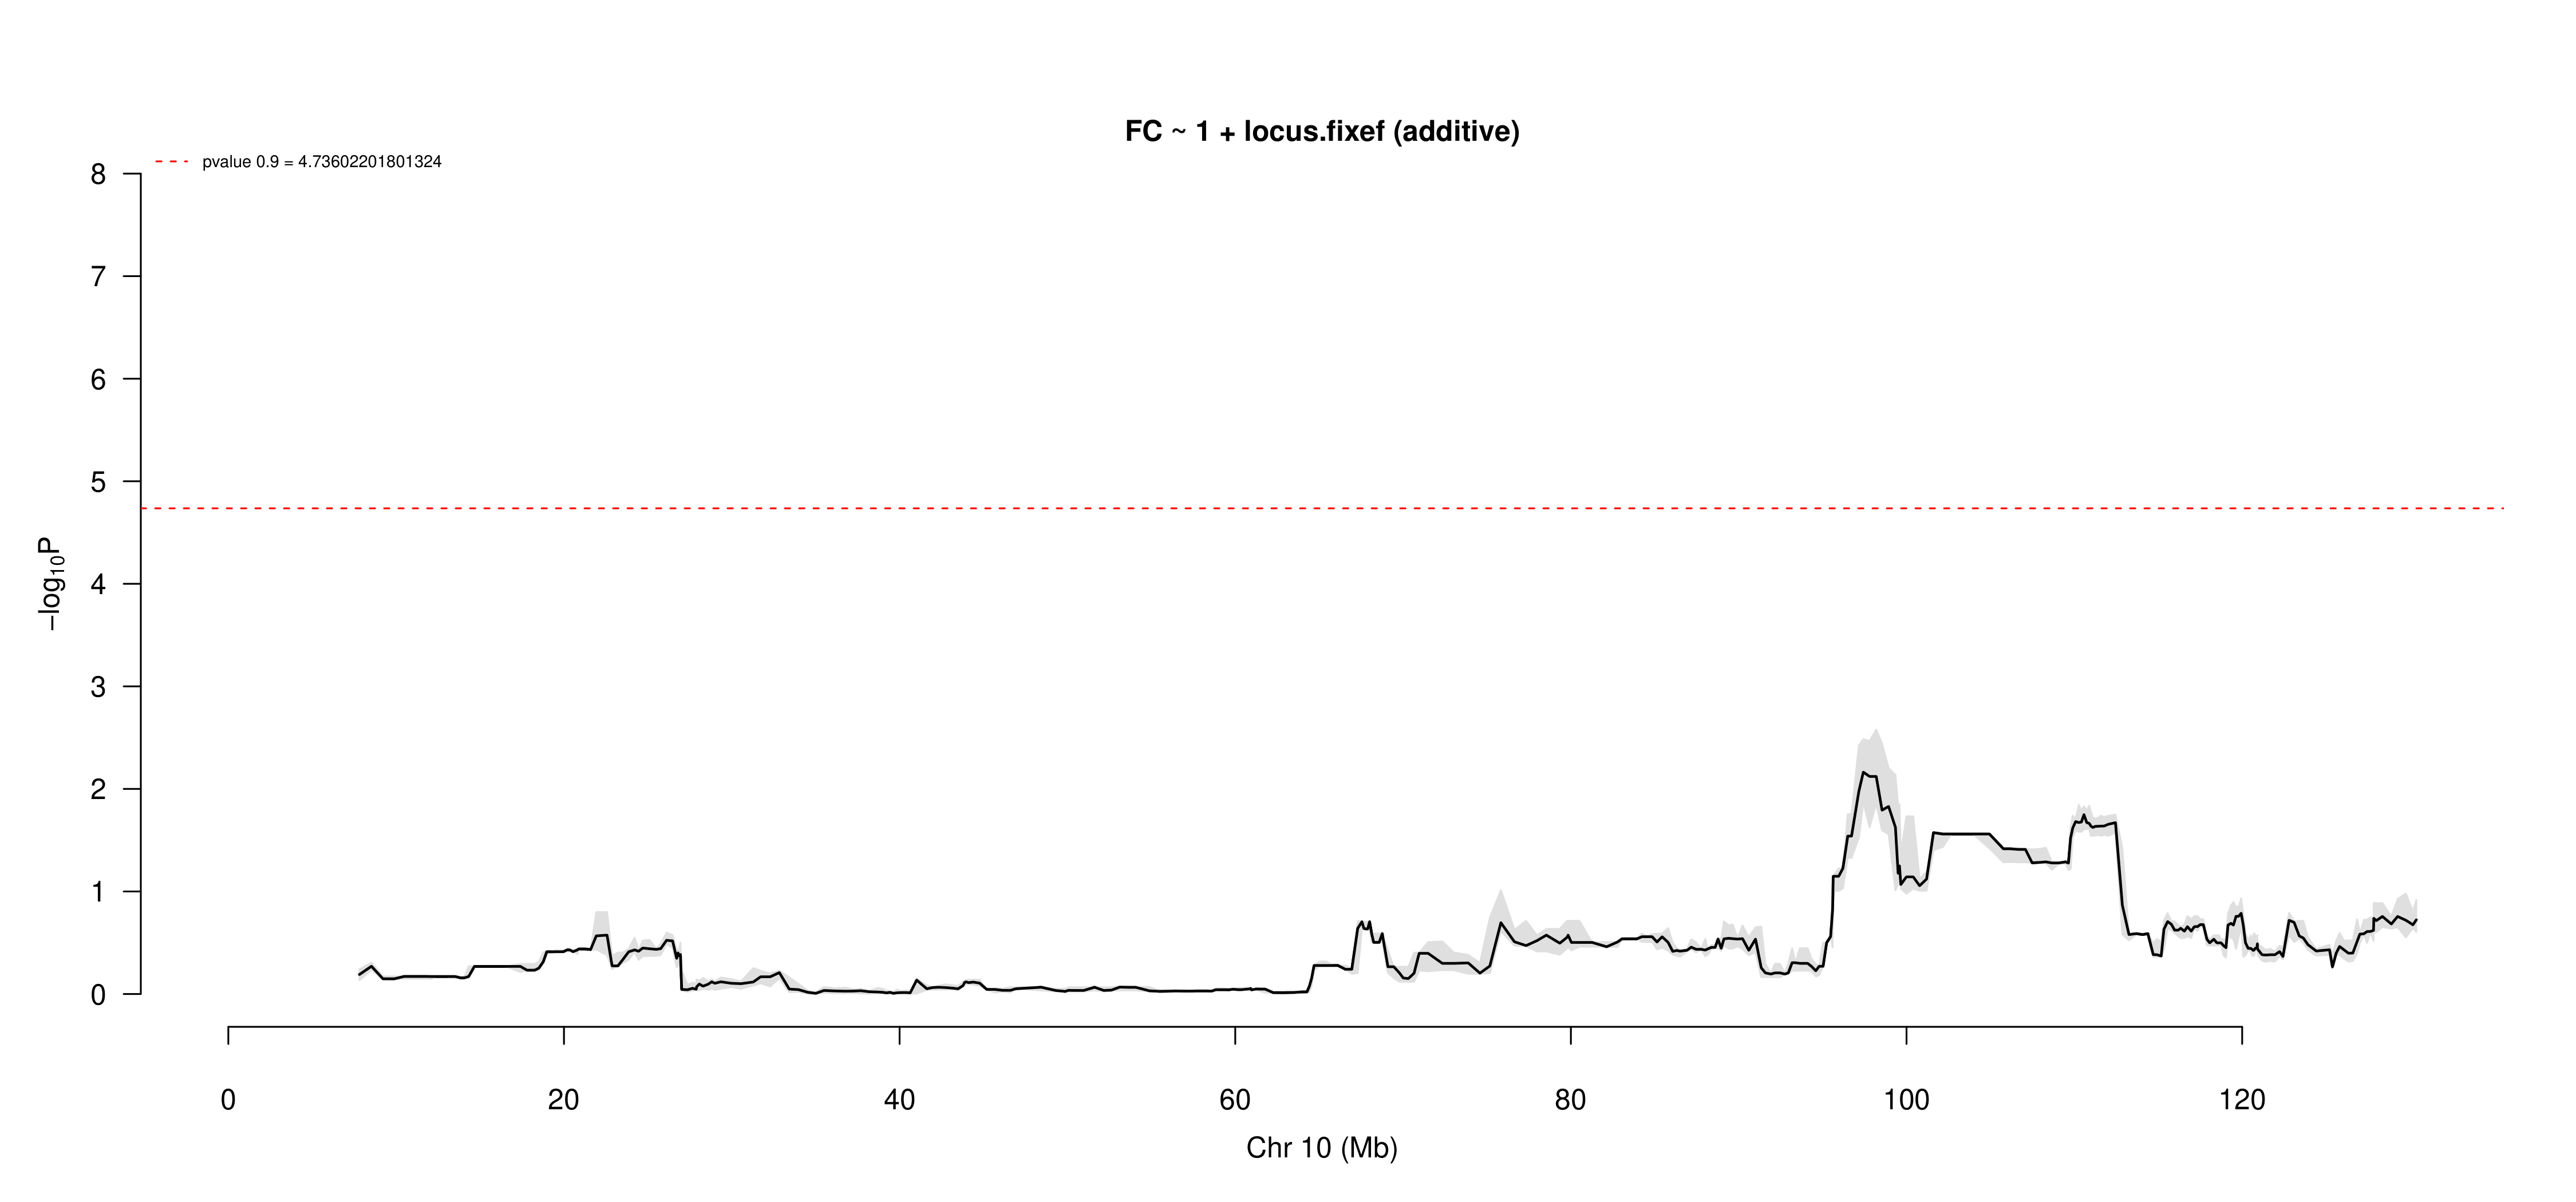 FC ~ 1 + locus.fixef (additive)
pvalue 0.9 = 4.73602201801324
8
7
6
5
4
3
2
1
0
−log10P
0 20 40 60 80 100 120
Chr 10 (Mb)